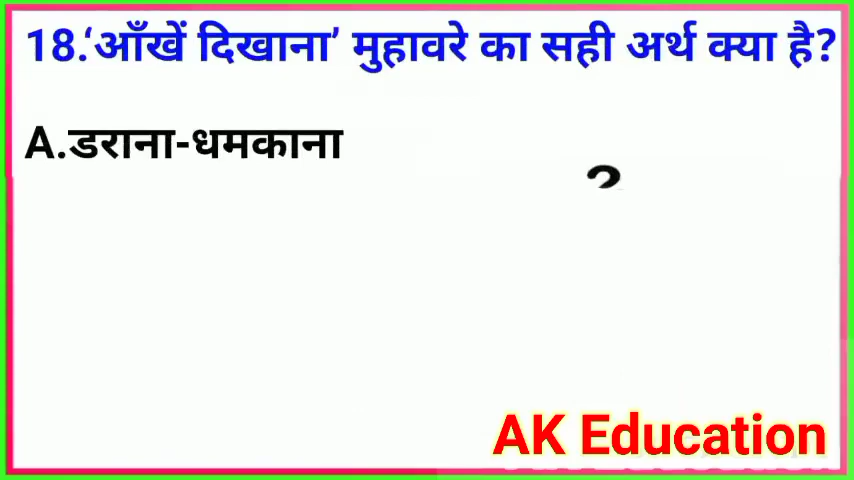 18.‘आँखें दिखाना’ मुहावरे का सही अर्थ क्या है?
A.डराना-धमकाना
AK Education